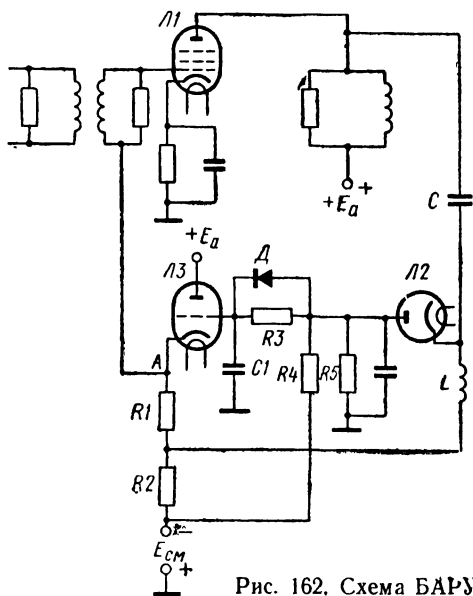 Л1
+
+Eа
C
+Eа
Л3
Д
Л2
R3
C1
R4
R5
A
R1
L
R2
−
Eсм
+
Рис. 162. Схема БАРУ